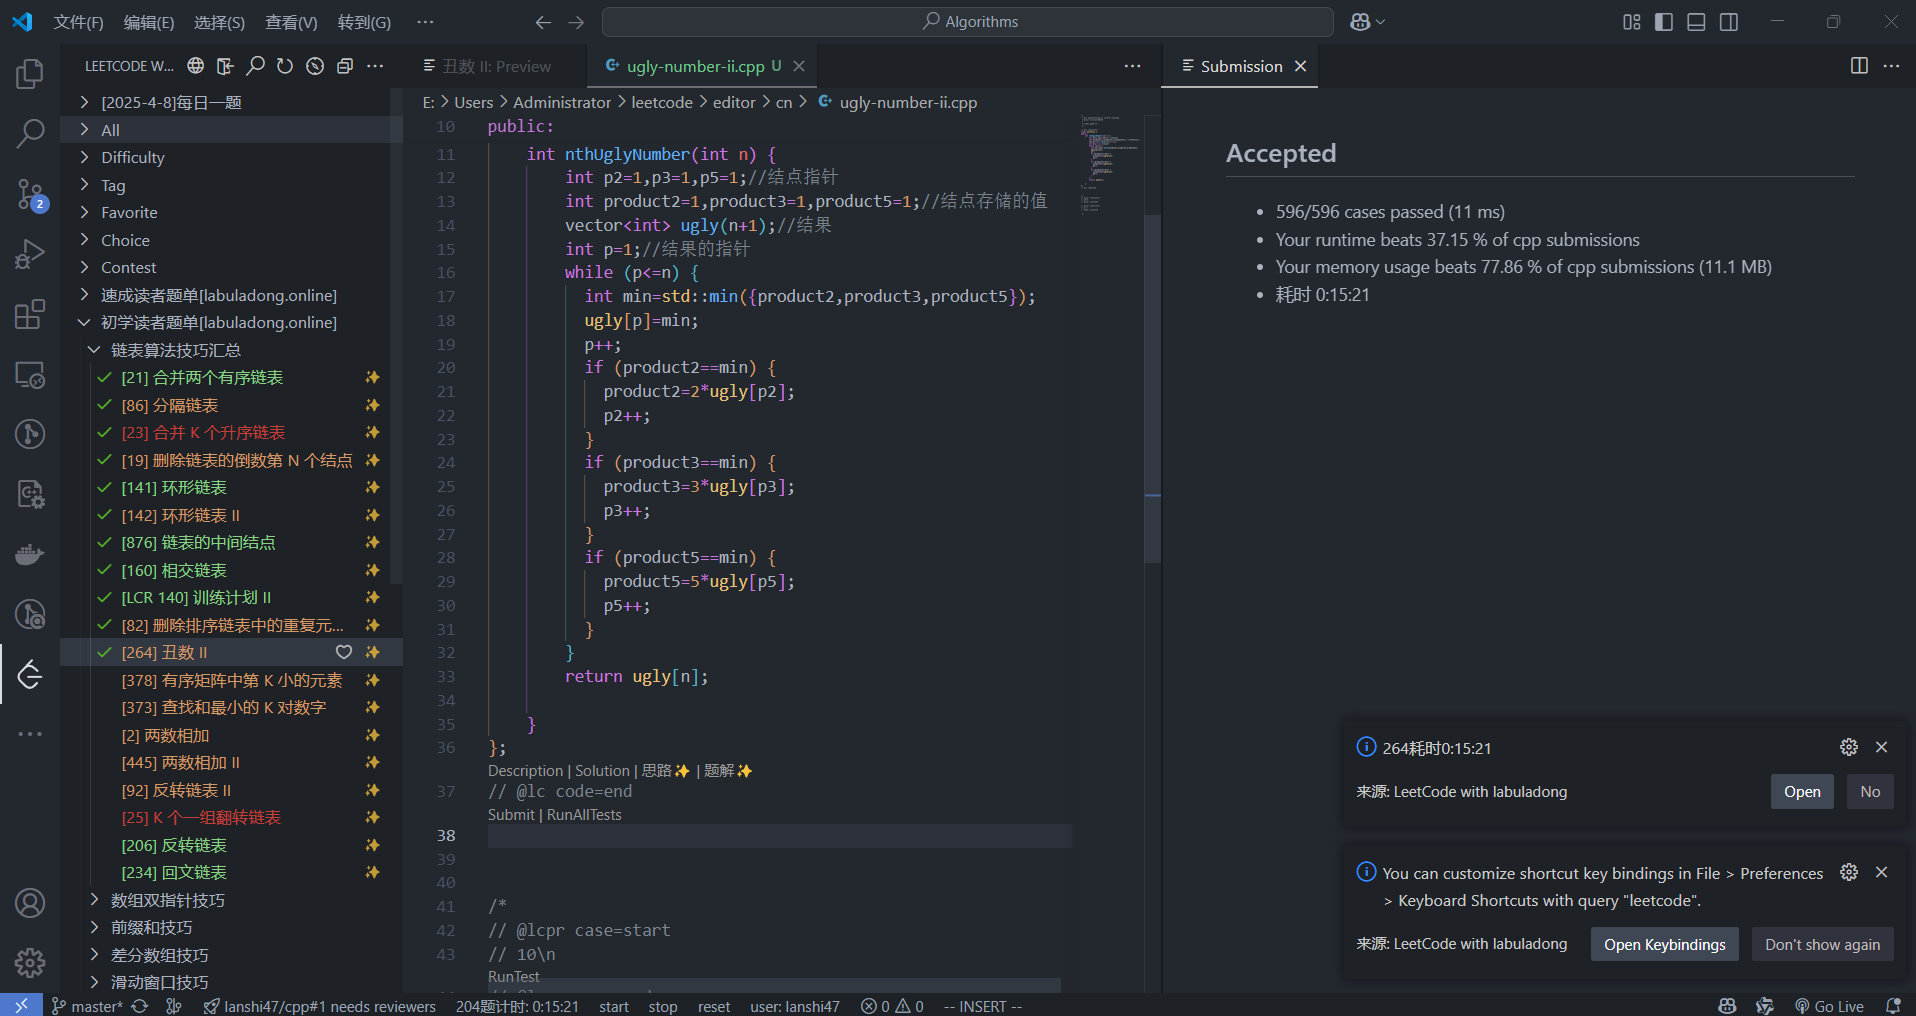 文件(F) 编辑(E) 选择(S) 查看(V) 转到(G) ··· Algorithms
LEETCODE W... ···
[2025-4-8]每日一题
All
Difficulty
Tag
Favorite
Choice
Contest
速成读者题单[labuladong.online]
初学读者题单[labuladong.online]
链表算法技巧汇总
[21] 合并两个有序链表
[86] 分隔链表
[23] 合并 K 个升序链表
[19] 删除链表的倒数第 N 个结点
[141] 环形链表
[142] 环形链表 II
[876] 链表的中间结点
[160] 相交链表
[LCR 140] 训练计划 II
[82] 删除排序链表中的重复元...
[264] 丑数 II
[378] 有序矩阵中第 K 小的元素
[373] 查找和最小的 K 对数字
[2] 两数相加
[445] 两数相加 II
[92] 反转链表 II
[25] K 个一组翻转链表
[206] 反转链表
[234] 回文链表
数组双指针技巧
前缀和技巧
差分数组技巧
滑动窗口技巧
2
丑数 II: Preview ugly-number-ii.cpp U ···
E: > Users > Administrator > leetcode > editor > cn > ugly-number-ii.cpp
10 public:
11 int nthUglyNumber(int n) {
12 int p2=1,p3=1,p5=1;//结点指针
13 int product2=1,product3=1,product5=1;//结点存储的值
14 vector<int> ugly(n+1);//结果
15 int p=1;//结果的指针
16 while (p<=n) {
17 int min=std::min({product2,product3,product5});
18 ugly[p]=min;
19 p++;
20 if (product2==min) {
21 product2=2*ugly[p2];
22 p2++;
23 }
24 if (product3==min) {
25 product3=3*ugly[p3];
26 p3++;
27 }
28 if (product5==min) {
29 product5=5*ugly[p5];
30 p5++;
31 }
32 }
33 return ugly[n];
34
35 }
36 };
Description | Solution | 思路✨ | 题解✨
37 // @lc code=end
Submit | RunAllTests
38
39
40
41 /*
42 // @lcpr case=start
43 // 10\n
RunTest
Submission ···
Accepted
• 596/596 cases passed (11 ms)
• Your runtime beats 37.15 % of cpp submissions
• Your memory usage beats 77.86 % of cpp submissions (11.1 MB)
• 耗时 0:15:21
264耗时0:15:21
来源: LeetCode with labuladong Open No
You can customize shortcut key bindings in File > Preferences
> Keyboard Shortcuts with query "leetcode".
来源: LeetCode with labuladong Open Keybindings Don't show again
master* lanshi47/cpp#1 needs reviewers 204题计时: 0:15:21 start stop reset user: lanshi47 0 0 -- INSERT -- Go Live